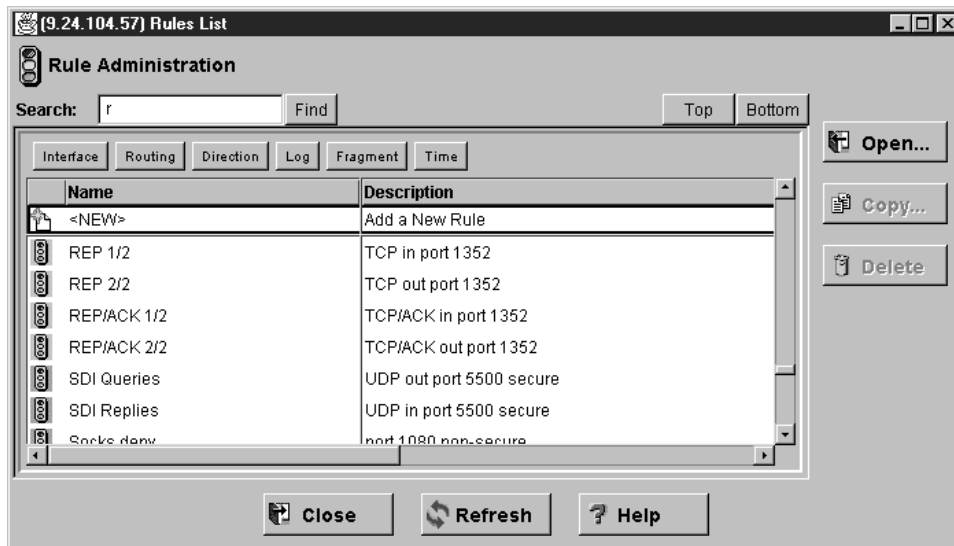 (9.24.104.57) Rules List
Rule Administration
Search: r Find Top Bottom
Interface Routing Direction Log Fragment Time
Name Description
<NEW> Add a New Rule
REP 1/2 TCP in port 1352
REP 2/2 TCP out port 1352
REP/ACK 1/2 TCP/ACK in port 1352
REP/ACK 2/2 TCP/ACK out port 1352
SDI Queries UDP out port 5500 secure
SDI Replies UDP in port 5500 secure
Socks deny port 1080 non-secure
Open...
Copy...
Delete
Close Refresh Help